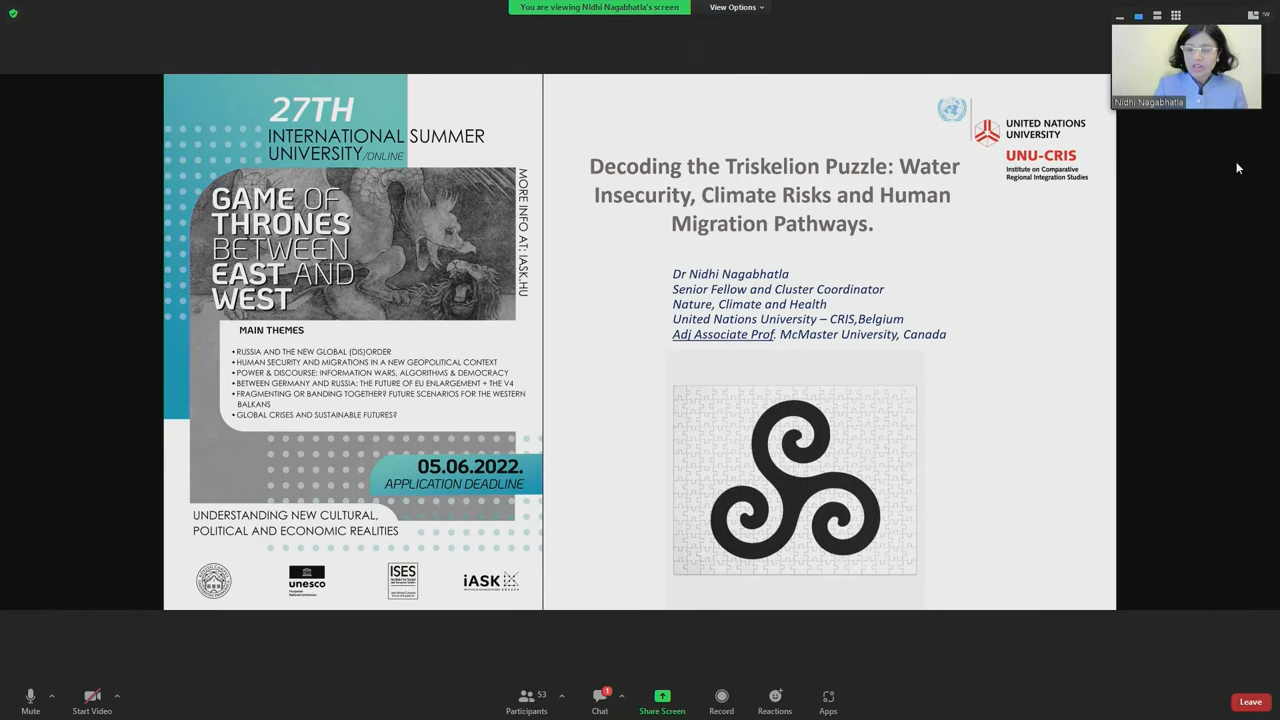 You are viewing Nidhi Nagabhatla's screen
View Options
Nidhi Nagabhatla
27TH
INTERNATIONAL SUMMER
UNIVERSITY/ONLINE
GAME OF
THRONES
BETWEEN
EAST AND
WEST
MORE INFO AT: IASK.HU
MAIN THEMES
• RUSSIA AND THE NEW GLOBAL (DIS)ORDER
• HUMAN SECURITY AND MIGRATIONS IN A NEW GEOPOLITICAL CONTEXT
• POWER & DISCOURSE: INFORMATION WARS, ALGORITHMS & DEMOCRACY
• BETWEEN GERMANY AND RUSSIA: THE FUTURE OF EU ENLARGEMENT + THE V4
• FRAGMENTING OR BANDING TOGETHER? FUTURE SCENARIOS FOR THE WESTERN
BALKANS
• GLOBAL CRISES AND SUSTAINABLE FUTURES?
05.06.2022.
APPLICATION DEADLINE
UNDERSTANDING NEW CULTURAL,
POLITICAL AND ECONOMIC REALITIES
unesco
ISES
iASK
UNITED NATIONS
UNIVERSITY
UNU-CRIS
Institute on Comparative
Regional Integration Studies
Decoding the Triskelion Puzzle: Water
Insecurity, Climate Risks and Human
Migration Pathways.
Dr Nidhi Nagabhatla
Senior Fellow and Cluster Coordinator
Nature, Climate and Health
United Nations University – CRIS,Belgium
Adj Associate Prof. McMaster University, Canada
Mute
Start Video
53
Participants
1
Chat
Share Screen
Record
Reactions
Apps
Leave